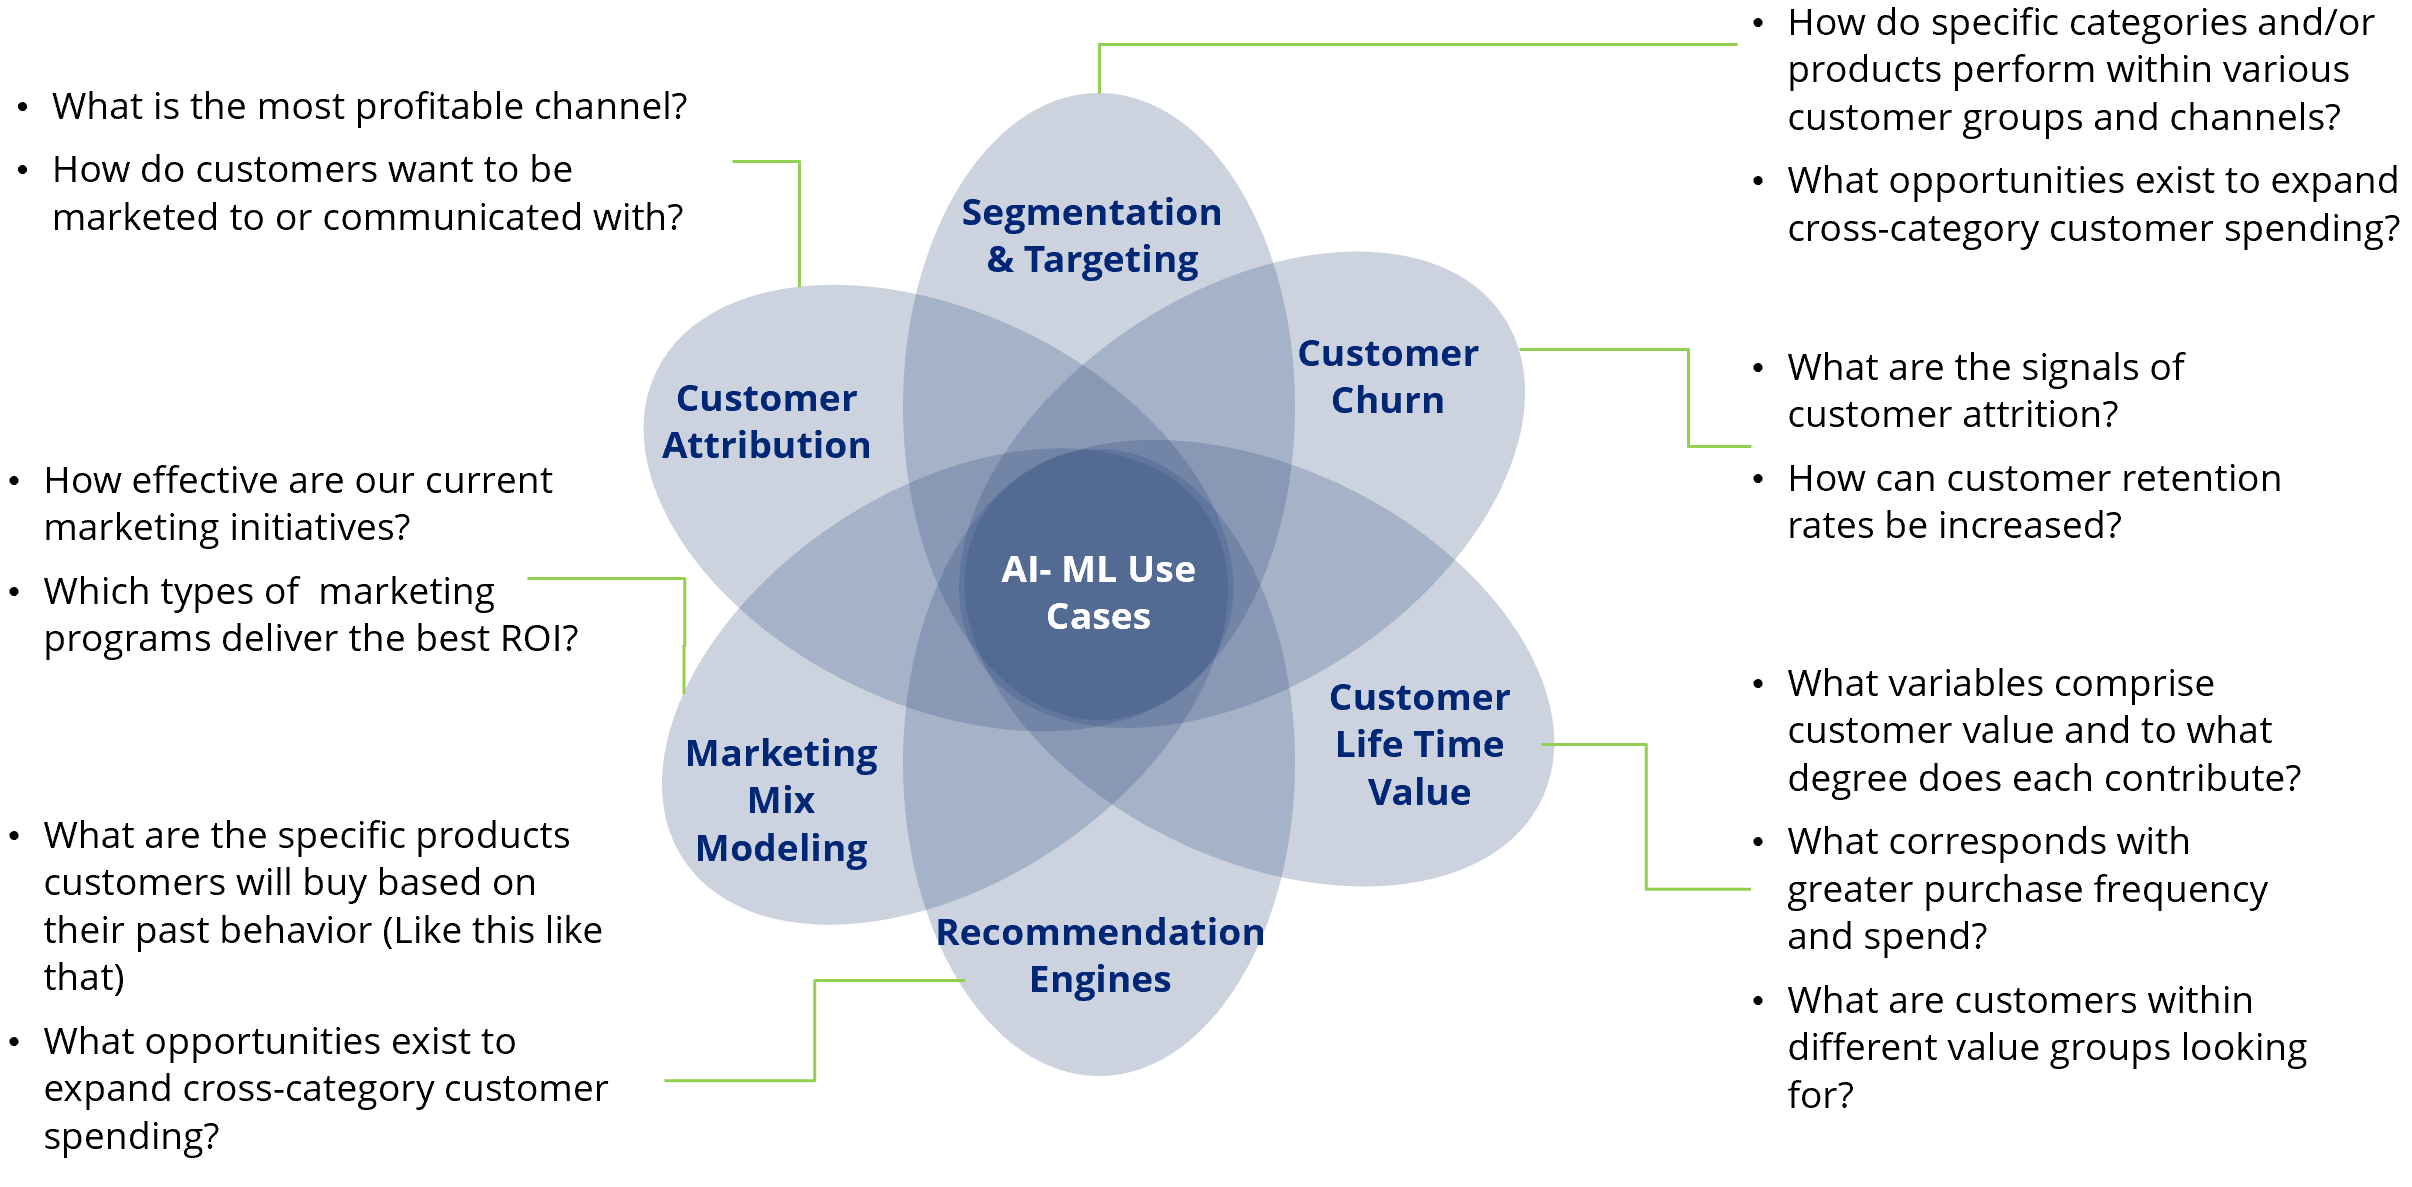 • How do specific categories and/or
products perform within various
customer groups and channels?
• What opportunities exist to expand
cross-category customer spending?
• What is the most profitable channel?
• How do customers want to be
marketed to or communicated with?
Segmentation
& Targeting
Customer
Churn
• What are the signals of
customer attrition?
• How can customer retention
rates be increased?
Customer
Attribution
• How effective are our current
marketing initiatives?
• Which types of  marketing
programs deliver the best ROI?
AI- ML Use
Cases
Customer
Life Time
Value
• What variables comprise
customer value and to what
degree does each contribute?
• What corresponds with
greater purchase frequency
and spend?
• What are customers within
different value groups looking
for?
Marketing
Mix
Modeling
• What are the specific products
customers will buy based on
their past behavior (Like this like
that)
• What opportunities exist to
expand cross-category customer
spending?
Recommendation
Engines